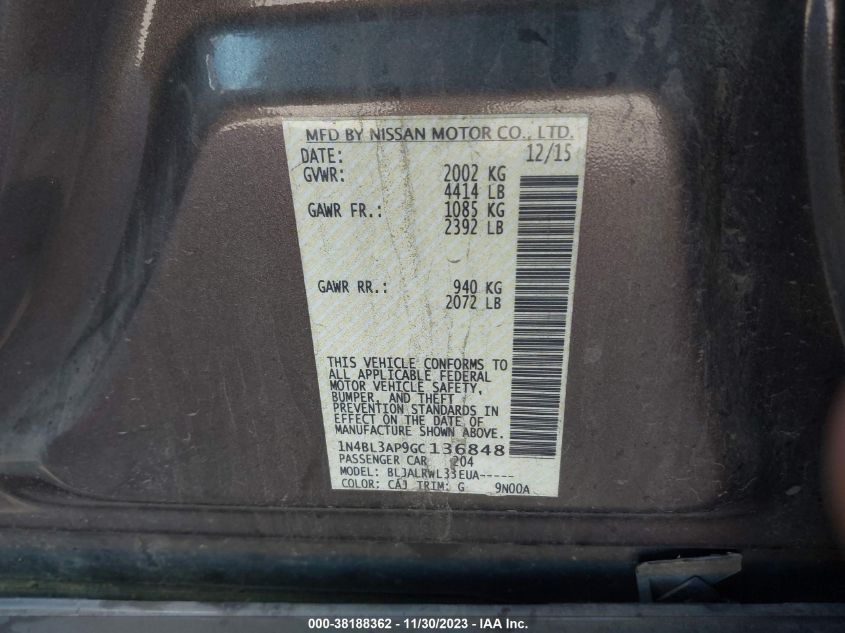 MFD BY NISSAN MOTOR CO., LTD.
DATE: 12/15
GVWR: 2002 KG
4414 LB
GAWR FR.: 1085 KG
2392 LB
GAWR RR.: 940 KG
2072 LB
THIS VEHICLE CONFORMS TO
ALL APPLICABLE FEDERAL
MOTOR VEHICLE SAFETY,
BUMPER, AND THEFT
PREVENTION STANDARDS IN
EFFECT ON THE DATE OF
MANUFACTURE SHOWN ABOVE.
1N4BL3AP9GC136848
PASSENGER CAR 204
MODEL: BLJALRWL33EUA-----
COLOR: CAJ TRIM: G 9N00A
000-38188362 - 11/30/2023 - IAA Inc.